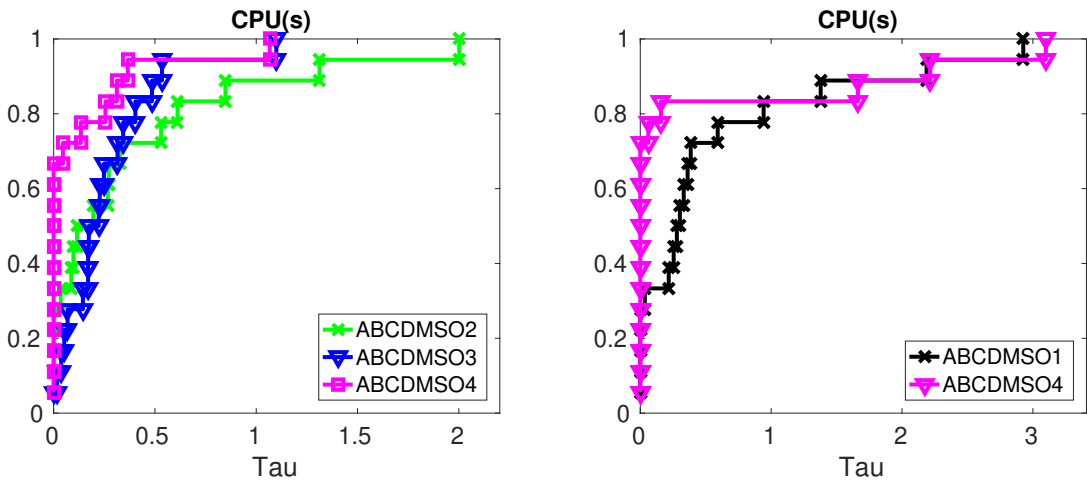 CPU(s)
1
0.8
0.6
0.4
0.2
0
0
0.5
1
1.5
2
Tau
ABCDMSO2
ABCDMSO3
ABCDMSO4
CPU(s)
1
0.8
0.6
0.4
0.2
0
0
1
2
3
Tau
ABCDMSO1
ABCDMSO4